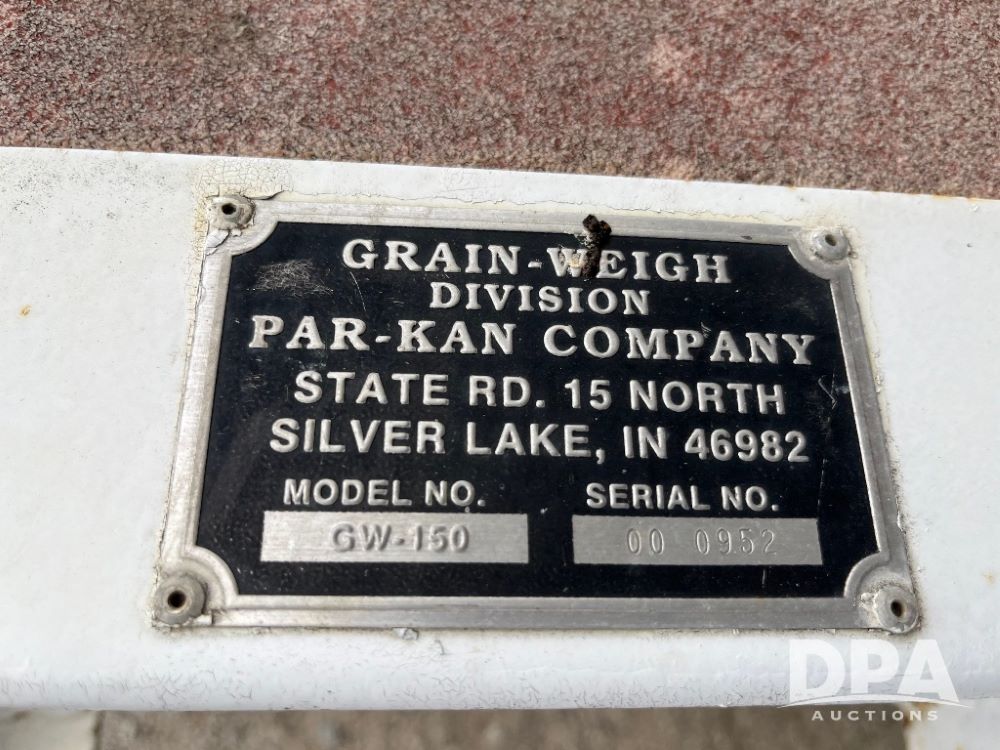 GRAIN-WEIGH
DIVISION
PAR-KAN COMPANY
STATE RD. 15 NORTH
SILVER LAKE, IN 46982
MODEL NO. SERIAL NO.
GW-150 00 0952
DPA
AUCTIONS